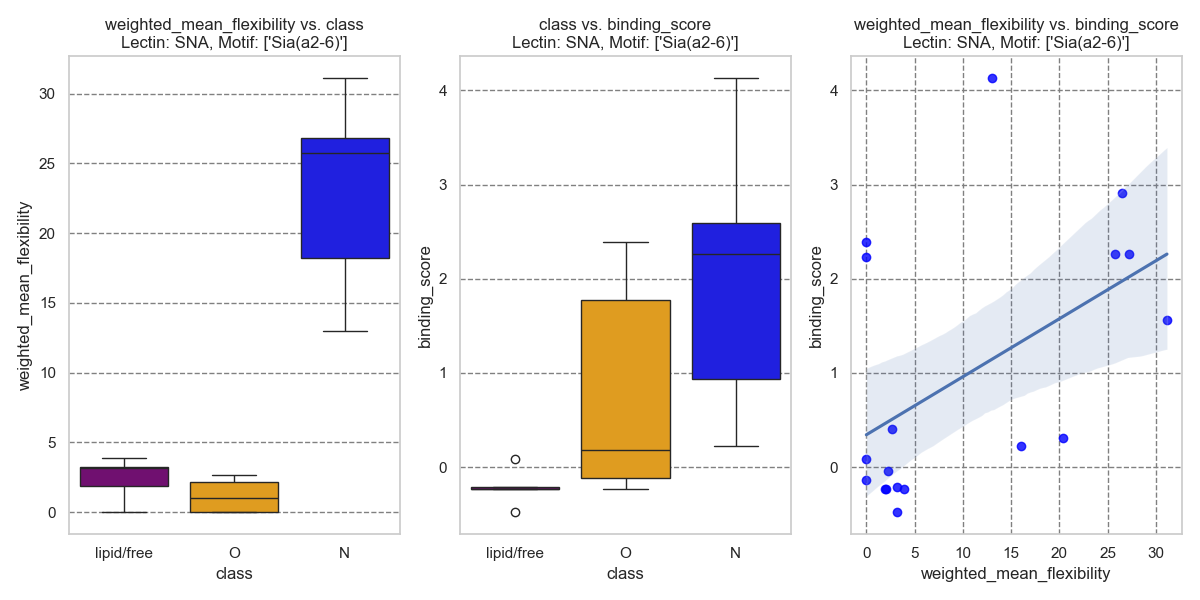 weighted_mean_flexibility vs. class
Lectin: SNA, Motif: ['Sia(a2-6)']
weighted_mean_flexibility
30
25
20
15
10
5
0
lipid/free O N
class
class vs. binding_score
Lectin: SNA, Motif: ['Sia(a2-6)']
binding_score
4
3
2
1
0
lipid/free O N
class
weighted_mean_flexibility vs. binding_score
Lectin: SNA, Motif: ['Sia(a2-6)']
binding_score
4
3
2
1
0
0 5 10 15 20 25 30
weighted_mean_flexibility